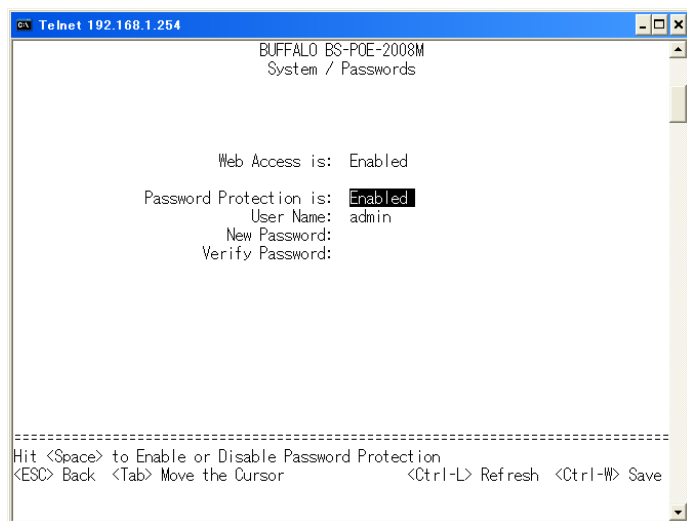 Telnet 192.168.1.254
BUFFALO BS-POE-2008M
System / Passwords
Web Access is: Enabled
Password Protection is: Enabled
User Name: admin
New Password:
Verify Password:
================================================================================
Hit <Space> to Enable or Disable Password Protection
<ESC> Back <Tab> Move the Cursor <Ctrl-L> Refresh <Ctrl-W> Save